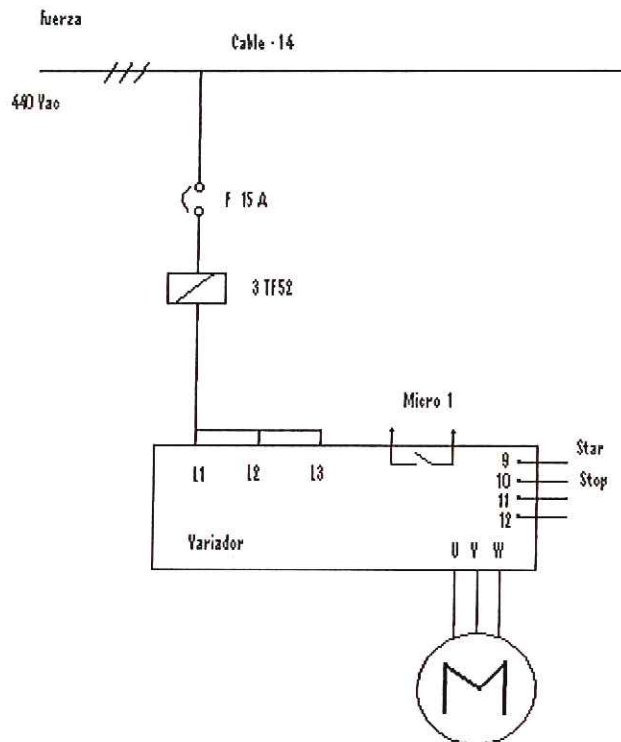 fuerza
Cable - 14
440 Vac
F 15 A
3 TF52
Micro 1
Star
9
10
Stop
11
12
L1 L2 L3
Variador
U V W
M